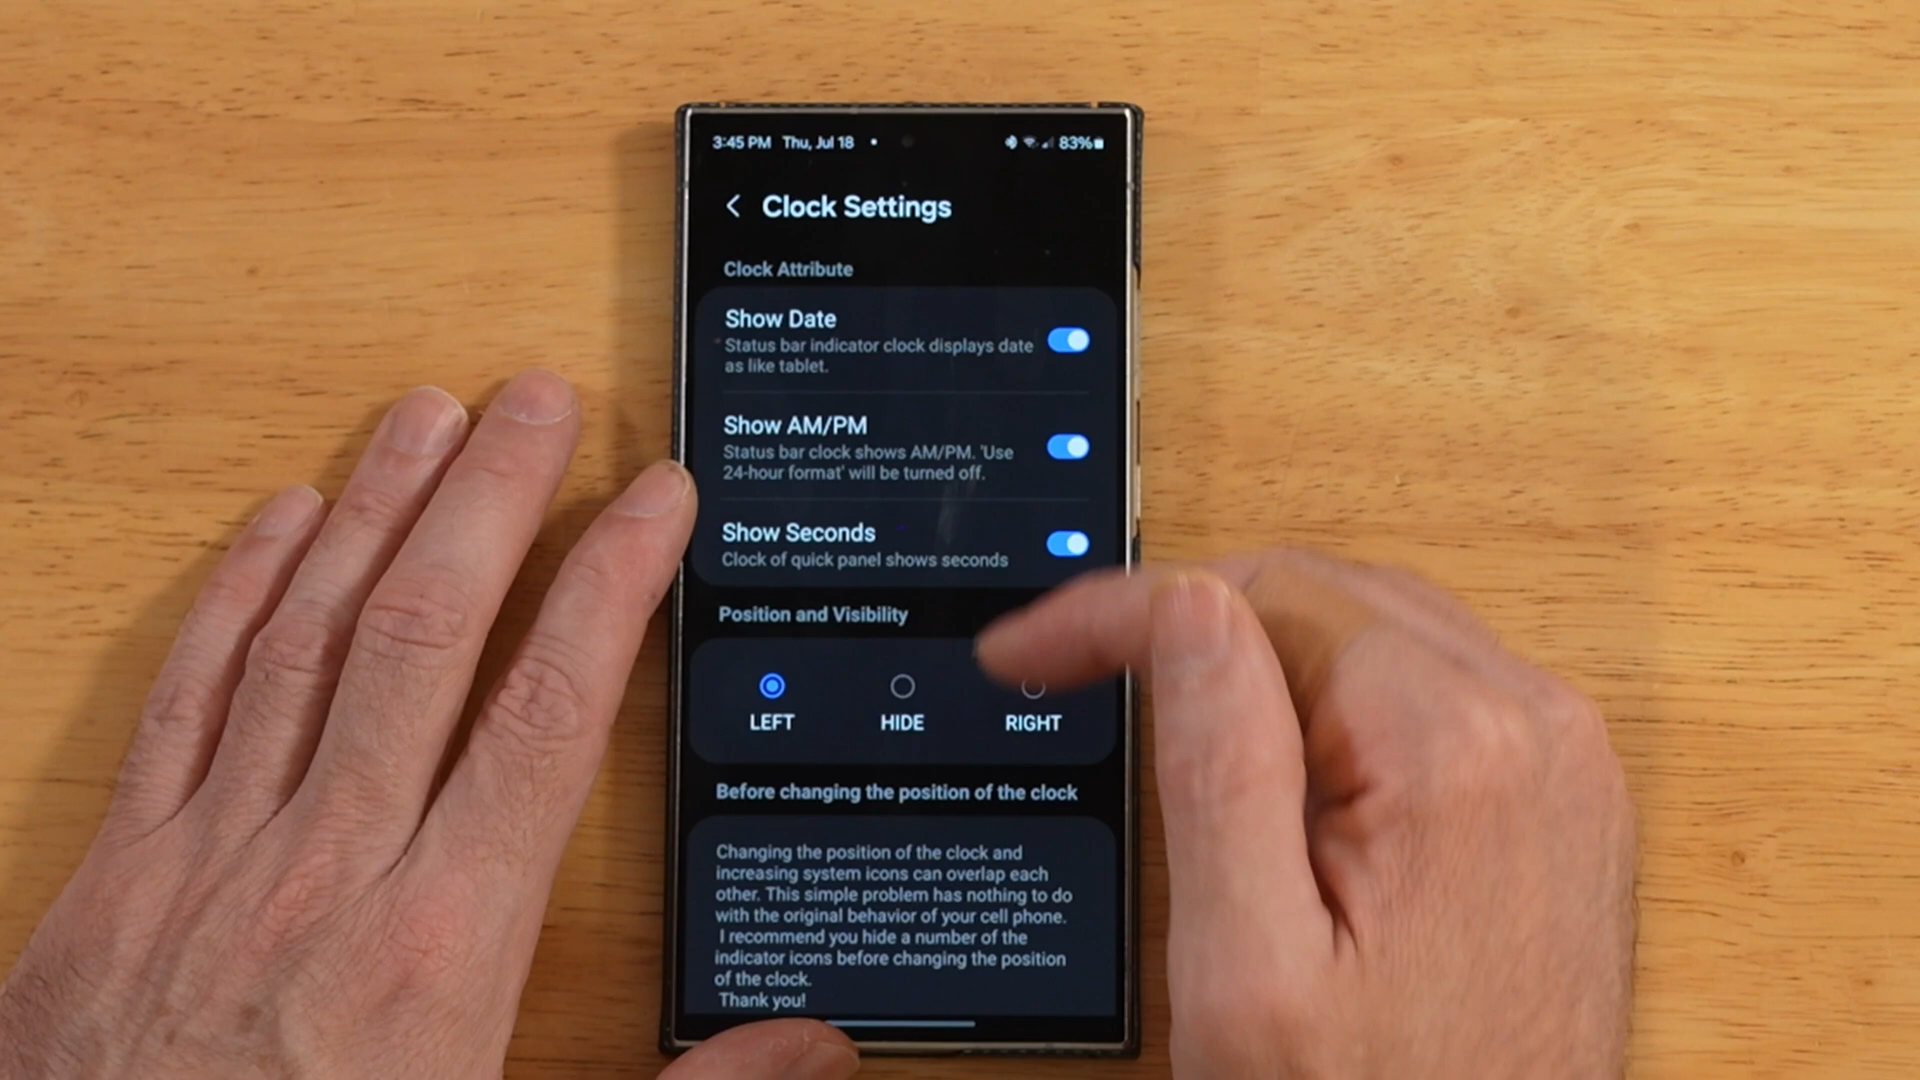 3:45 PM Thu, Jul 18 • 83%
Clock Settings
Clock Attribute
Show Date
Status bar indicator clock displays date
as like tablet.
Show AM/PM
Status bar clock shows AM/PM. 'Use
24-hour format' will be turned off.
Show Seconds
Clock of quick panel shows seconds
Position and Visibility
LEFT HIDE RIGHT
Before changing the position of the clock
Changing the position of the clock and
increasing system icons can overlap each
other. This simple problem has nothing to do
with the original behavior of your cell phone.
I recommend you hide a number of the
indicator icons before changing the position
of the clock.
Thank you!